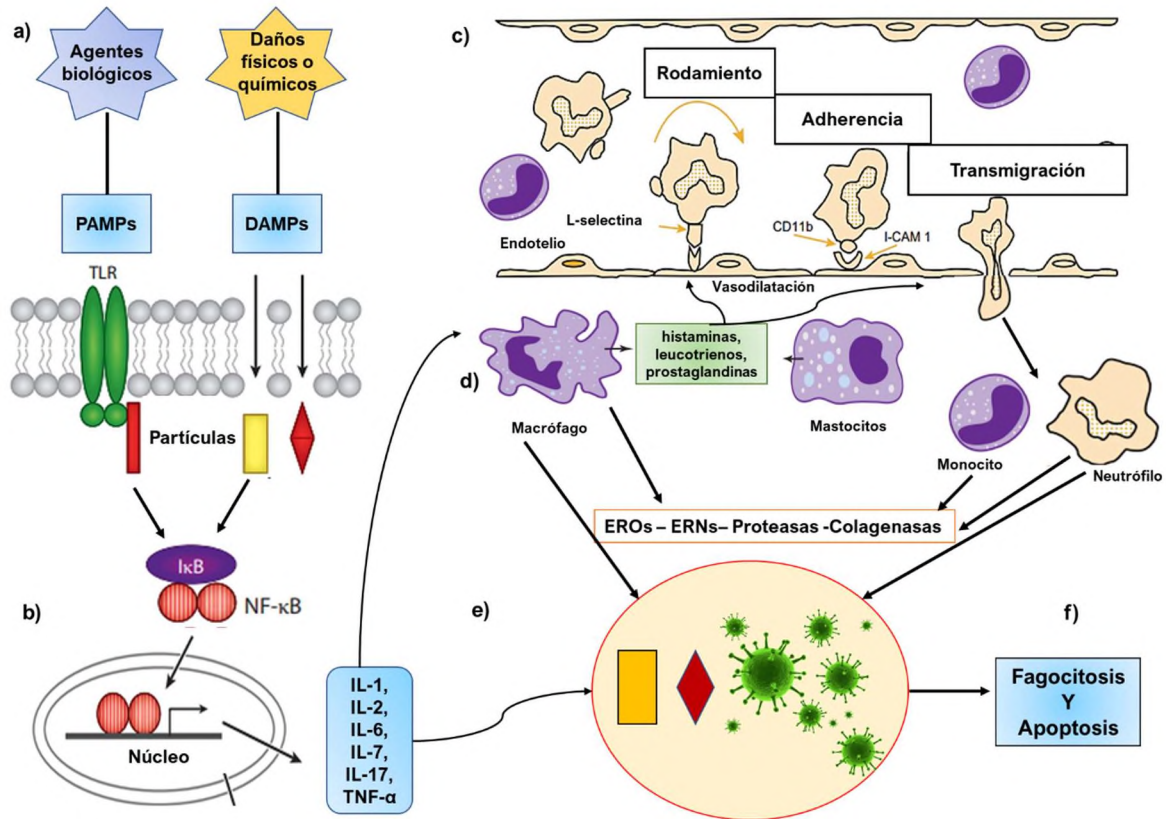 a)
Agentes
biológicos
Daños
físicos o
químicos
PAMPs
DAMPs
TLR
Partículas
IκB
NF-κB
b)
Núcleo
IL-1,
IL-2,
IL-6,
IL-7,
IL-17,
TNF-α
c)
Rodamiento
Adherencia
Transmigración
L-selectina
CD11b
I-CAM 1
Endotelio
Vasodilatación
d)
histaminas,
leucotrienos,
prostaglandinas
Macrófago
Mastocitos
Monocito
Neutrófilo
EROs – ERNs– Proteasas -Colagenasas
e)
f)
Fagocitosis
Y
Apoptosis